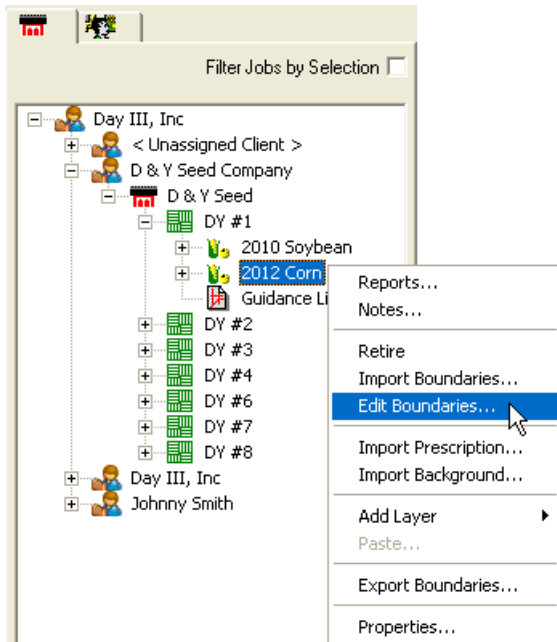 Filter Jobs by Selection
Day III, Inc
< Unassigned Client >
D & Y Seed Company
D & Y Seed
DY #1
2010 Soybean
2012 Corn
Guidance Li
DY #2
DY #3
DY #4
DY #6
DY #7
DY #8
Day III, Inc
Johnny Smith
Reports...
Notes...
Retire
Import Boundaries...
Edit Boundaries...
Import Prescription...
Import Background...
Add Layer
Paste...
Export Boundaries...
Properties...